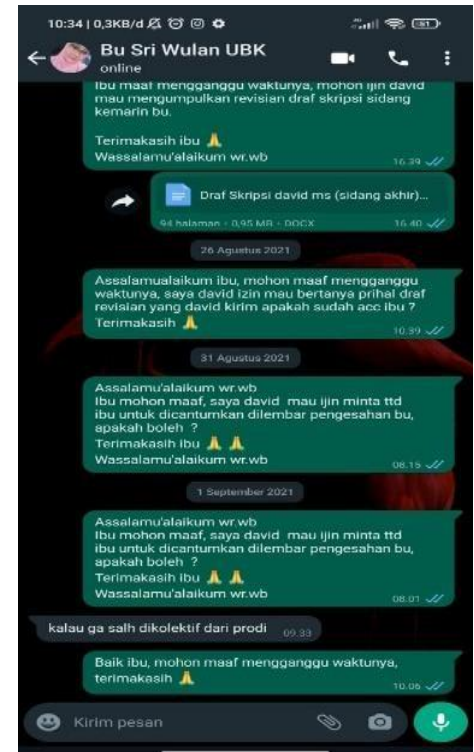 10:34 | 0,3KB/d
51
Bu Sri Wulan UBK
online
Ibu maaf mengganggu waktunya, mohon ijin david
mau mengumpulkan revisian draf skripsi sidang
kemarin bu.
Terimakasih ibu 🙏
Wassalamu'alaikum wr.wb
16.39
Draf Skripsi david ms (sidang akhir)...
94 halaman • 0,95 MB • DOCX
16.40
26 Agustus 2021
Assalamualaikum ibu, mohon maaf mengganggu
waktunya, saya david izin mau bertanya prihal draf
revisian yang david kirim apakah sudah acc ibu ?
Terimakasih 🙏
10.39
31 Agustus 2021
Assalamu'alaikum wr.wb
Ibu mohon maaf, saya david mau ijin minta ttd
ibu untuk dicantumkan dilembar pengesahan bu,
apakah boleh ?
Terimakasih ibu 🙏 🙏
Wassalamu'alaikum wr.wb
08.15
1 September 2021
Assalamu'alaikum wr.wb
Ibu mohon maaf, saya david mau ijin minta ttd
ibu untuk dicantumkan dilembar pengesahan bu,
apakah boleh ?
Terimakasih ibu 🙏 🙏
Wassalamu'alaikum wr.wb
08.01
kalau ga salh dikolektif dari prodi
09.33
Baik ibu, mohon maaf mengganggu waktunya,
terimakasih 🙏
10.06
Kirim pesan